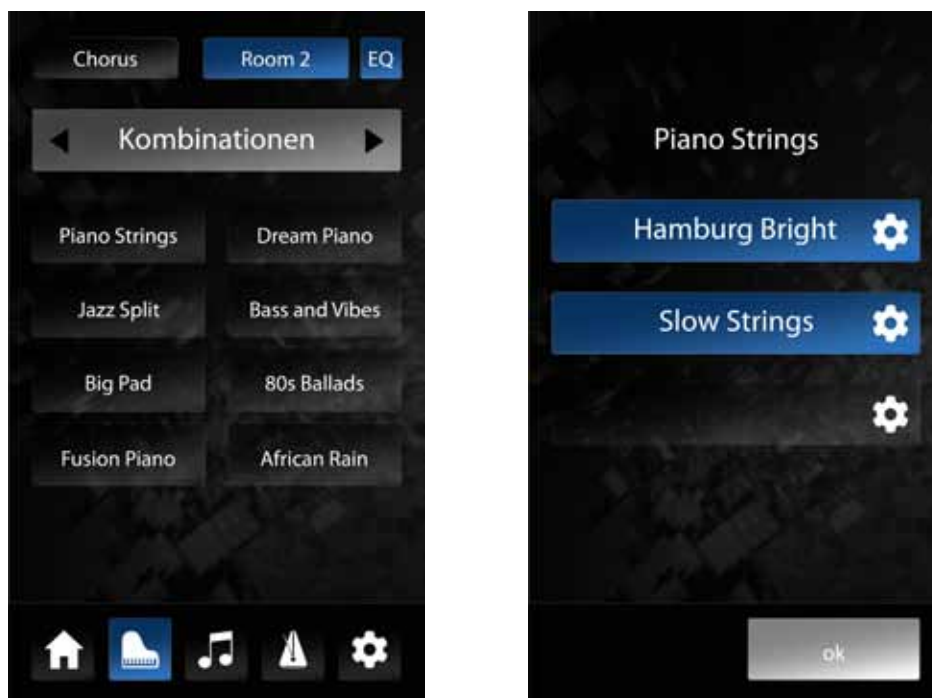 Chorus Room 2 EQ
Kombinationen
Piano Strings Dream Piano
Jazz Split Bass and Vibes
Big Pad 80s Ballads
Fusion Piano African Rain
Piano Strings
Hamburg Bright
Slow Strings
ok